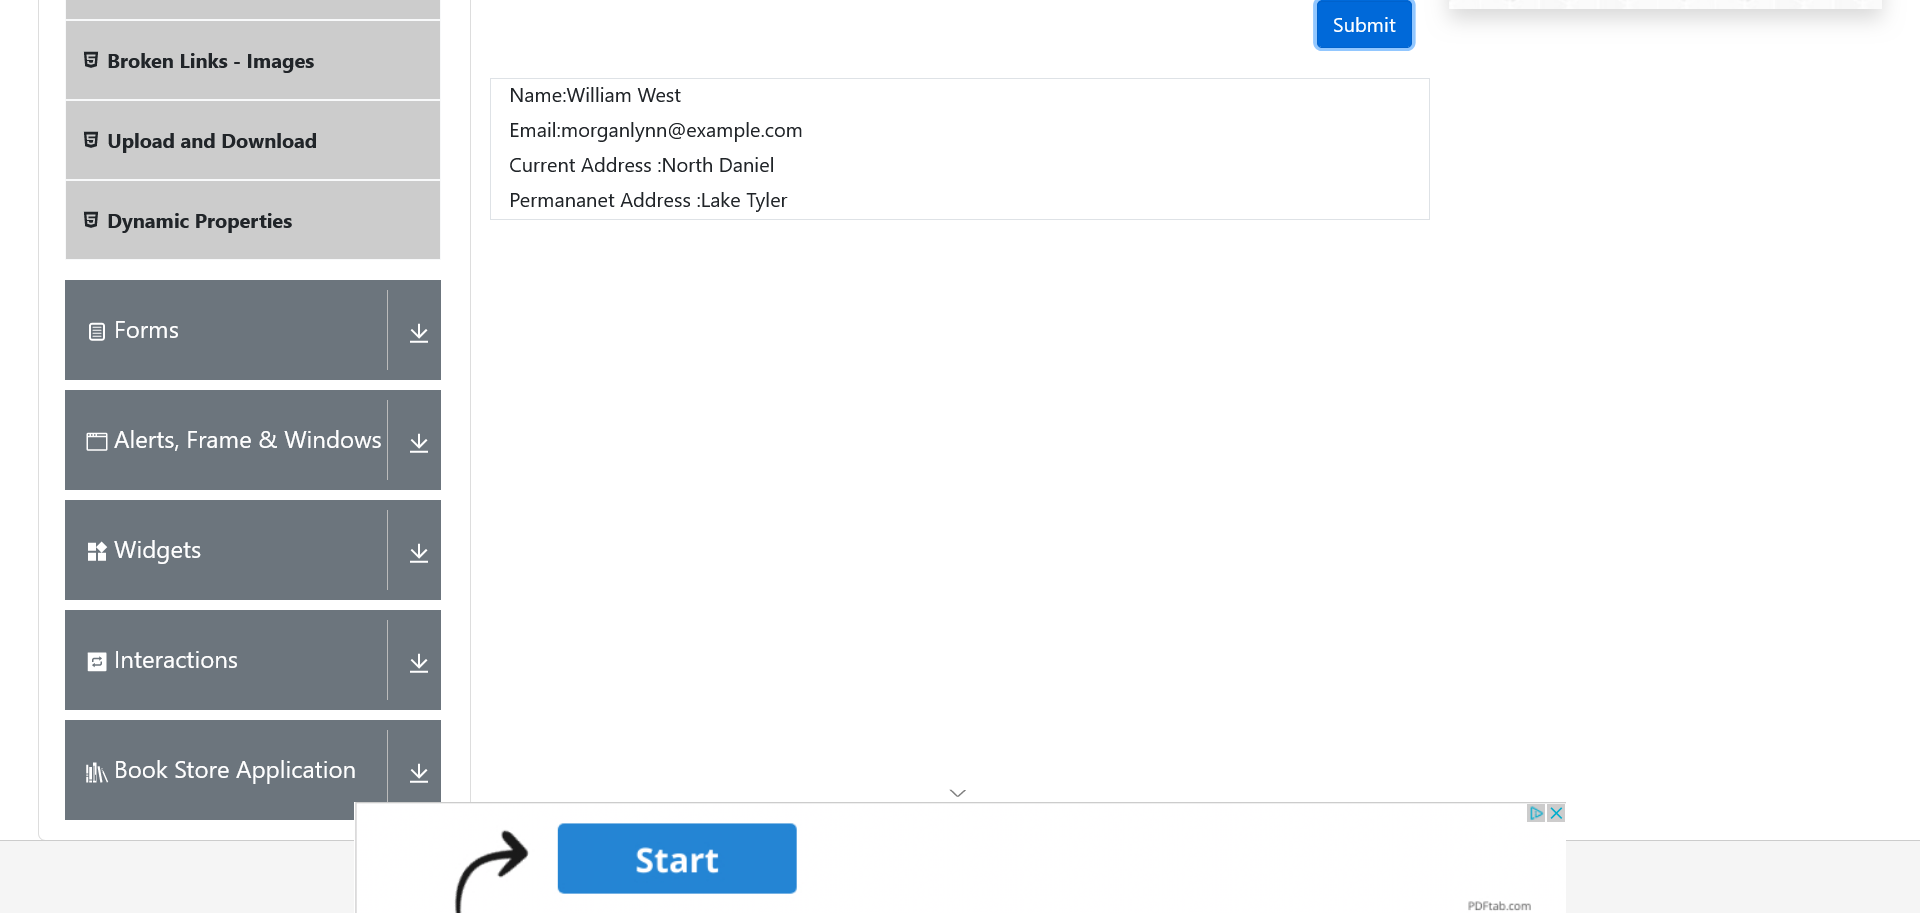 Submit
Broken Links - Images
Upload and Download
Dynamic Properties
Name:William West
Email:morganlynn@example.com
Current Address :North Daniel
Permananet Address :Lake Tyler
Forms
Alerts, Frame & Windows
Widgets
Interactions
Book Store Application
Start
PDFtab.com